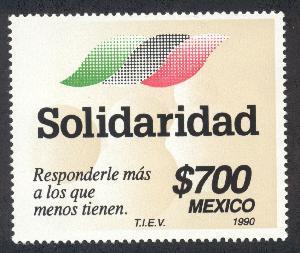 Solidaridad
Responderle más
a los que
menos tienen.
$700
MEXICO
T.I.E.V.
1990